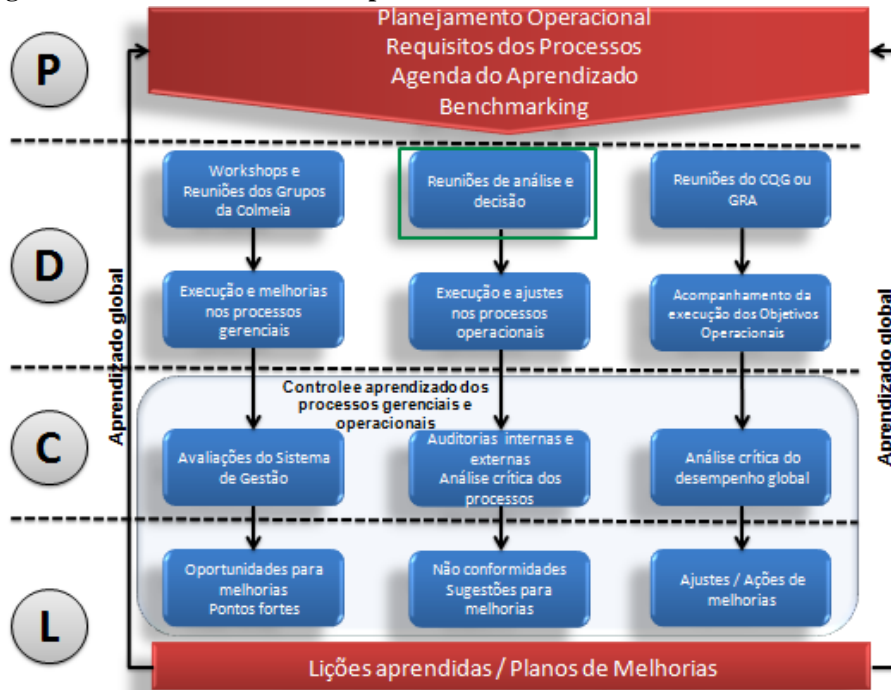 Planejamento Operacional
Requisitos dos Processos
Agenda do Aprendizado
Benchmarking
P
Workshops e
Reuniões dos Grupos
da Colmeia
Reuniões de análise e
decisão
Reuniões do CQG ou
GRA
D
Execução e melhorias
nos processos
gerenciais
Execução e ajustes
nos processos
operacionais
Acompanhamento da
execução dos Objetivos
Operacionais
Aprendizado global
Aprendizado global
Controle e aprendizado dos
processos gerenciais e
operacionais
C
Avaliações do Sistema
de Gestão
Auditorias internas e
externas
Análise crítica dos
processos
Análise crítica do
desempenho global
L
Oportunidades para
melhorias
Pontos fortes
Não conformidades
Sugestões para
melhorias
Ajustes / Ações de
melhorias
Lições aprendidas / Planos de Melhorias